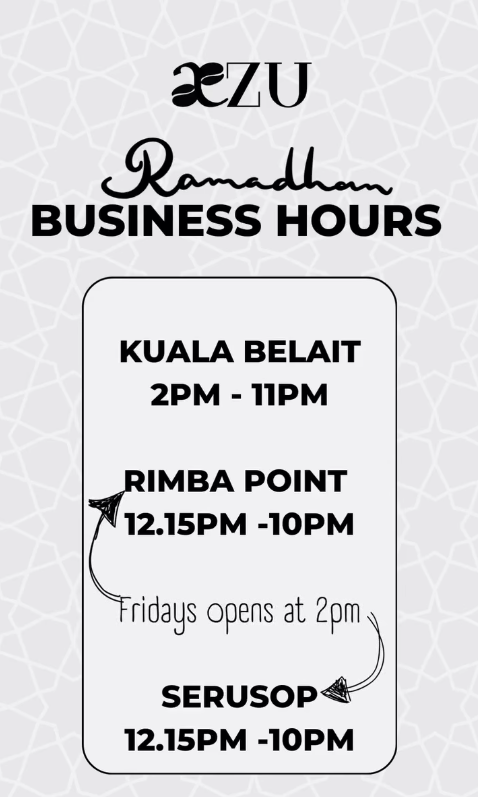 æZU
Ramadhan
BUSINESS HOURS
KUALA BELAIT
2PM - 11PM
RIMBA POINT
12.15PM -10PM
Fridays opens at 2pm
SERUSOP
12.15PM -10PM